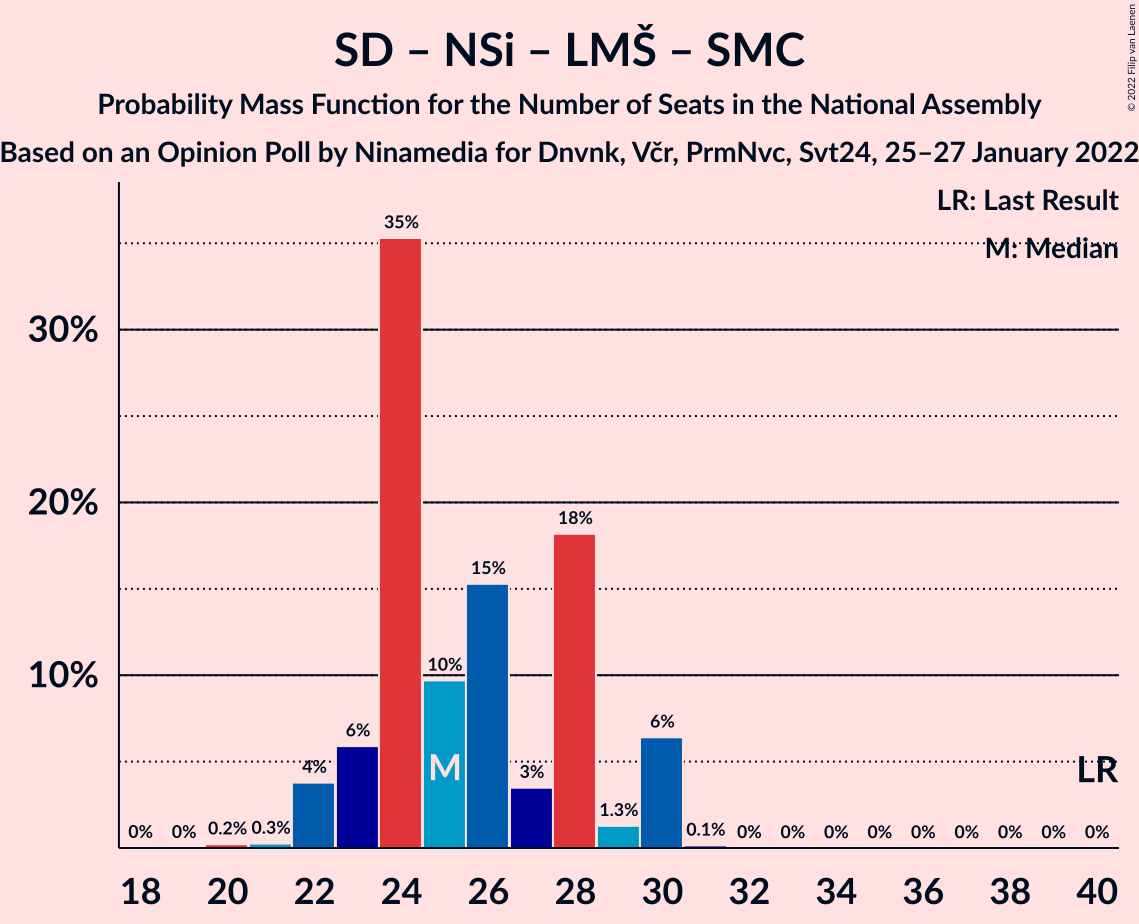 SD – NSi – LMŠ – SMC
Probability Mass Function for the Number of Seats in the National Assembly
Based on an Opinion Poll by Ninamedia for Dnvnk, Včr, PrmNvc, Svt24, 25–27 January 2022
© 2022 Filip van Laenen
LR: Last Result
M: Median
30%
20%
10%
0% 0% 0.2% 0.3% 4% 6% 35% 10% 15% 3% 18% 1.3% 6% 0.1% 0% 0% 0% 0% 0% 0% 0% 0% 0%
M
LR
18 20 22 24 26 28 30 32 34 36 38 40